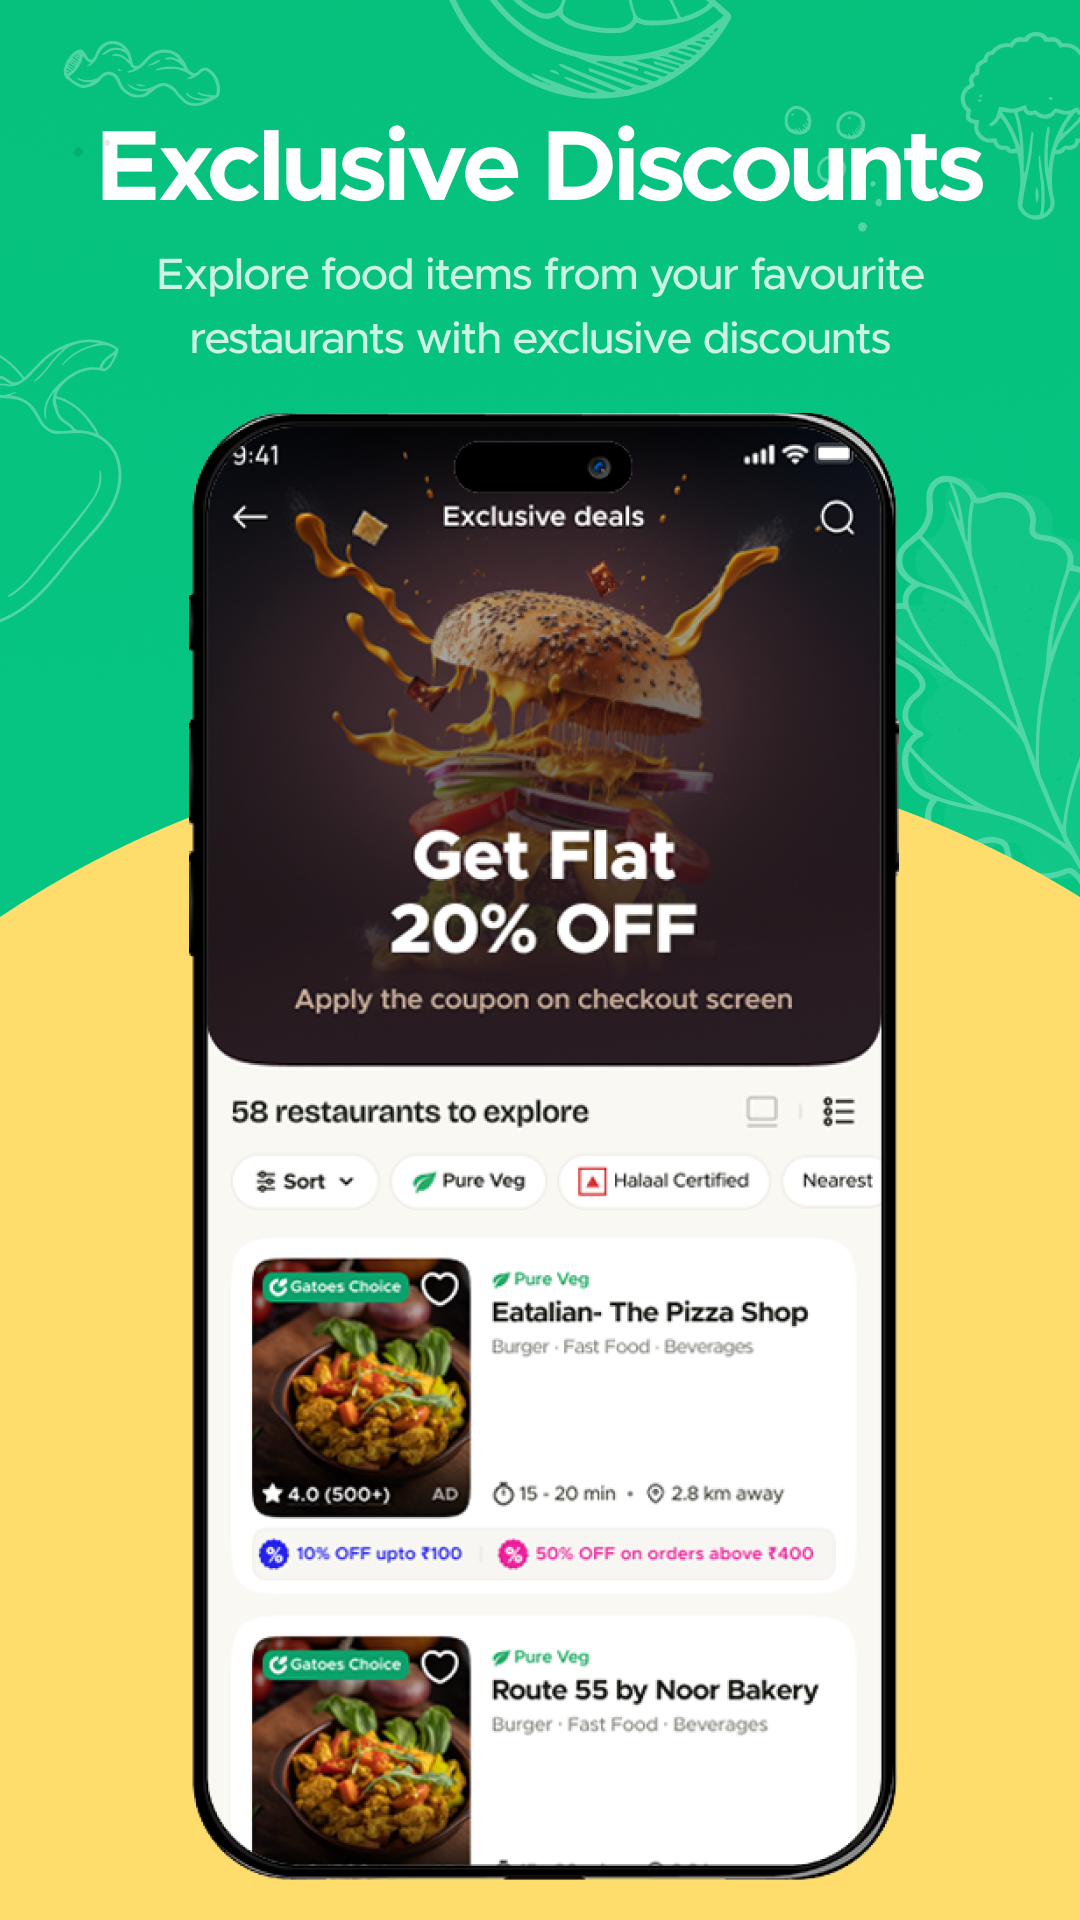 Exclusive Discounts
Explore food items from your favourite
restaurants with exclusive discounts
9:41
Exclusive deals
Get Flat
20% OFF
Apply the coupon on checkout screen
58 restaurants to explore
Sort
Pure Veg
Halaal Certified
Nearest
Gatoes Choice
Pure Veg
Eatalian- The Pizza Shop
Burger · Fast Food · Beverages
4.0 (500+)
AD
15 - 20 min • 2.8 km away
10% OFF upto ₹100
50% OFF on orders above ₹400
Gatoes Choice
Pure Veg
Route 55 by Noor Bakery
Burger · Fast Food · Beverages